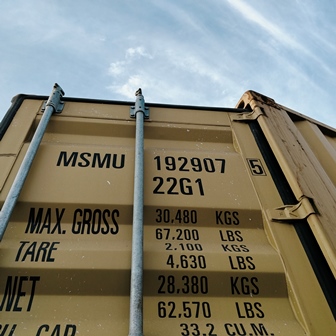 MSMU 192907 5
22G1
MAX. GROSS 30,480 KGS
67,200 LBS
TARE 2.100 KGS
4,630 LBS
NET 28,380 KGS
62,570 LBS
CAP 33.2 CU.M.